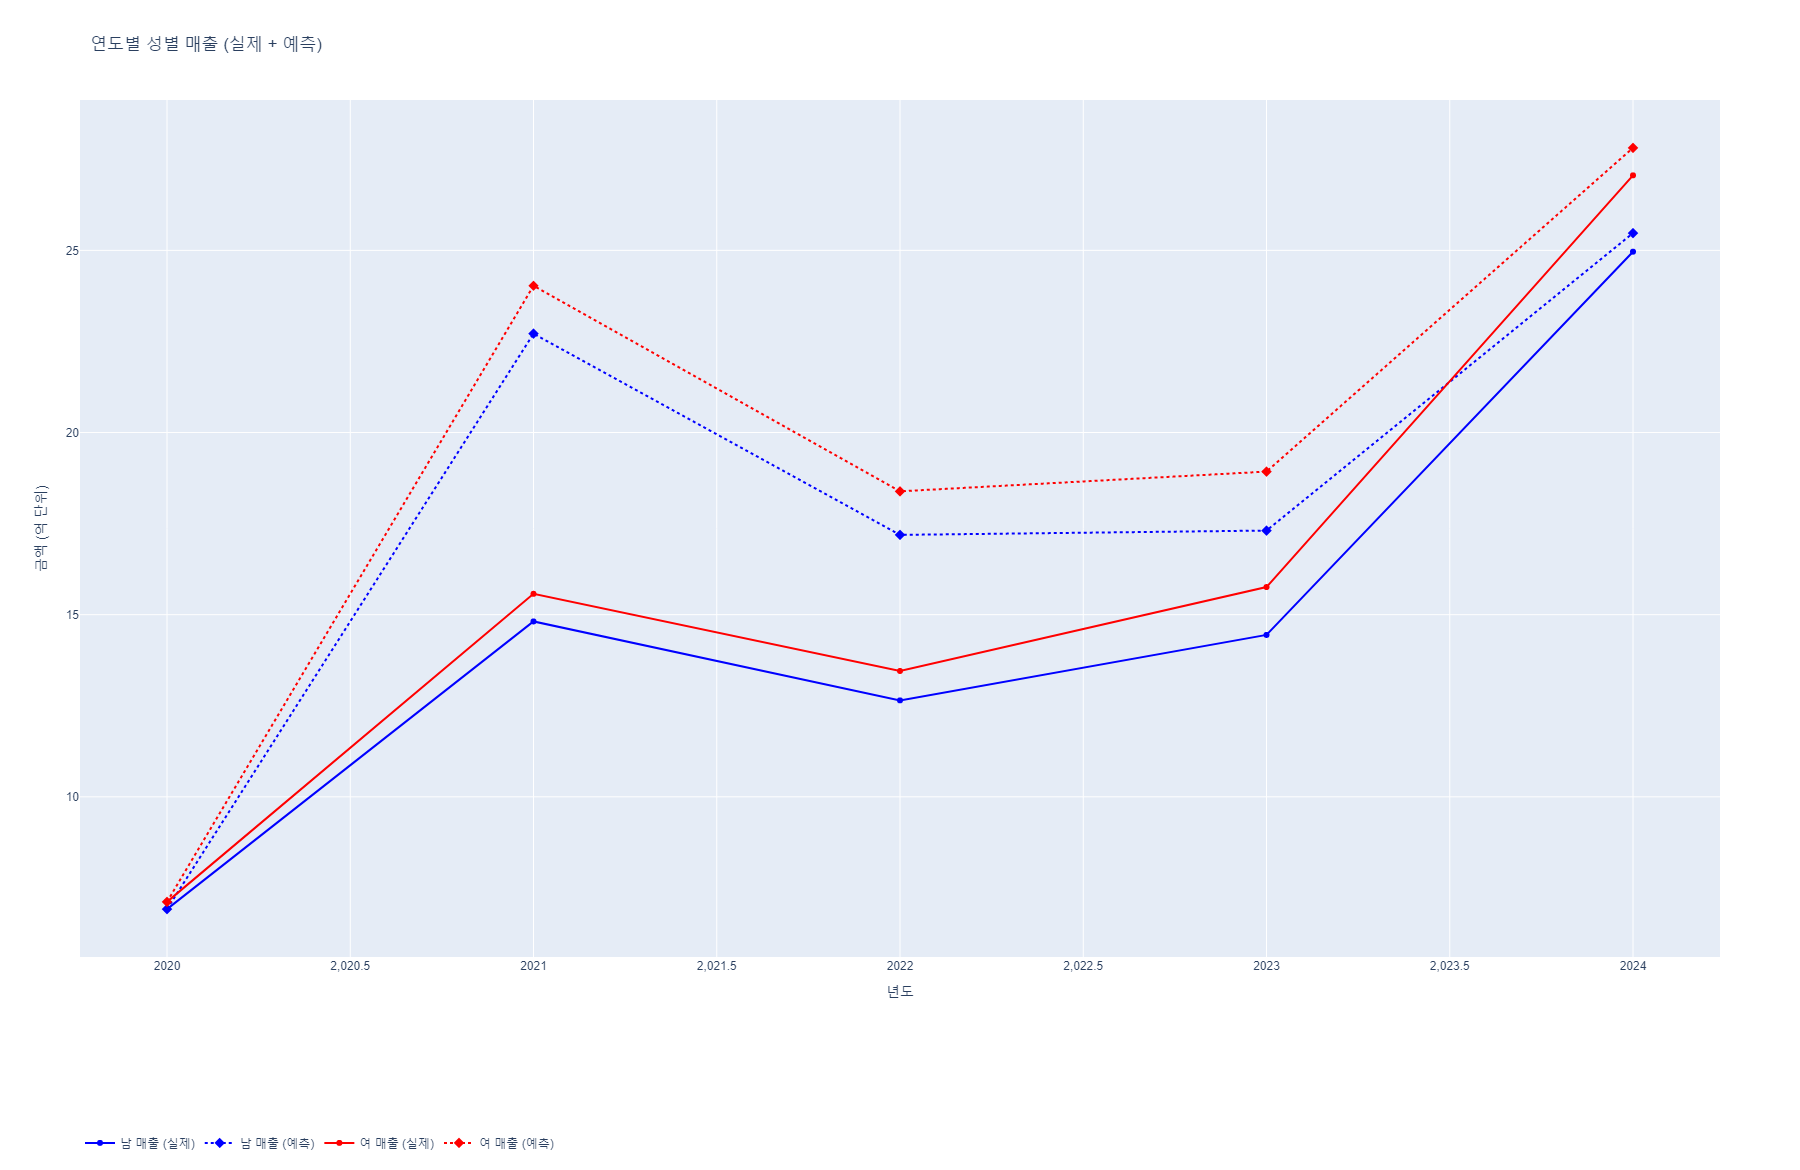 연도별 성별 매출 (실제 + 예측)
금액 (억 단위)
25
20
15
10
2020 2,020.5 2021 2,021.5 2022 2,022.5 2023 2,023.5 2024
년도
남 매출 (실제) 남 매출 (예측) 여 매출 (실제) 여 매출 (예측)